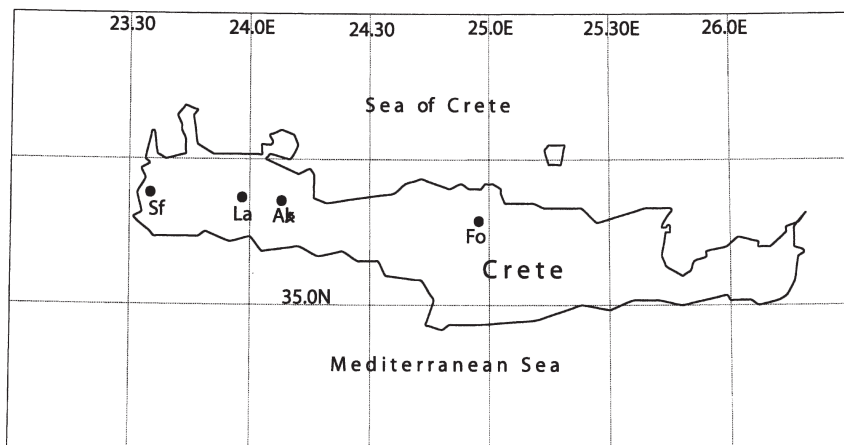 23.30 24.0E 24.30 25.0E 25.30E 26.0E
Sea of Crete
Sf La Ak Fo
Crete
35.0N
Mediterranean Sea